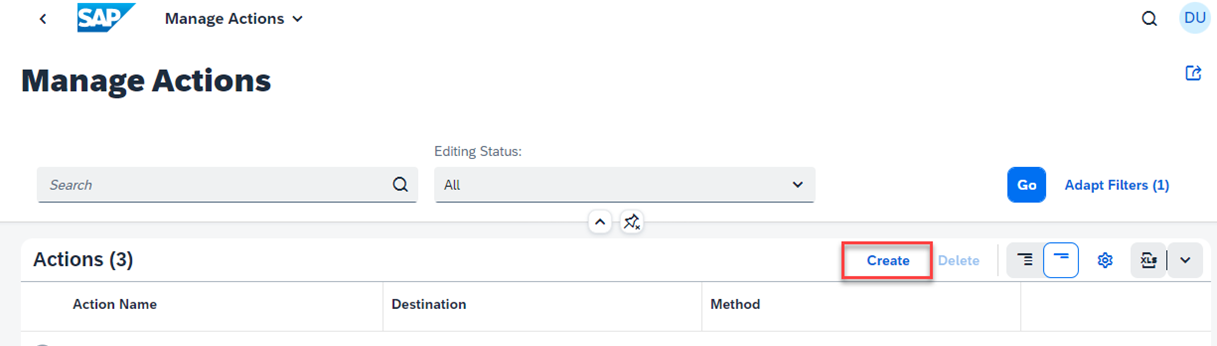 SAP Manage Actions DU
Manage Actions
Editing Status:
Search All Go Adapt Filters (1)
Actions (3) Create Delete XLS
Action Name Destination Method